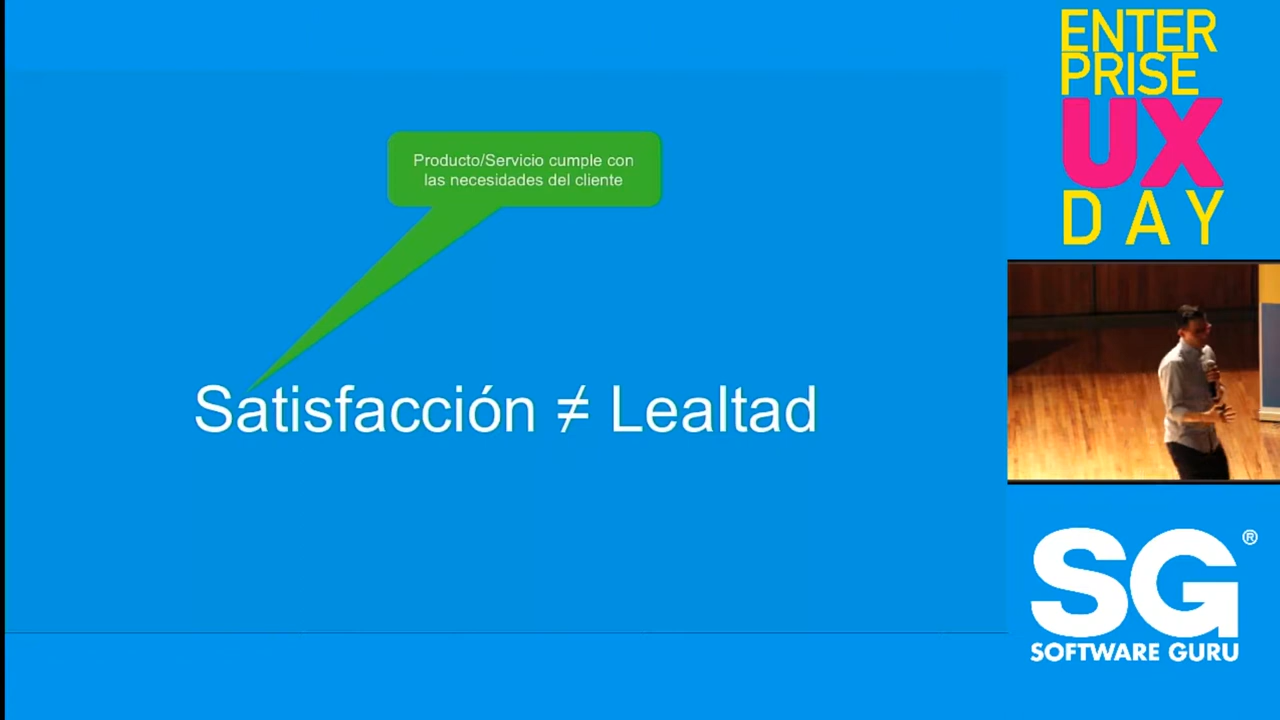 Producto/Servicio cumple con
las necesidades del cliente
Satisfacción ≠ Lealtad
ENTER
PRISE
UX
DAY
SG®
SOFTWARE GURU